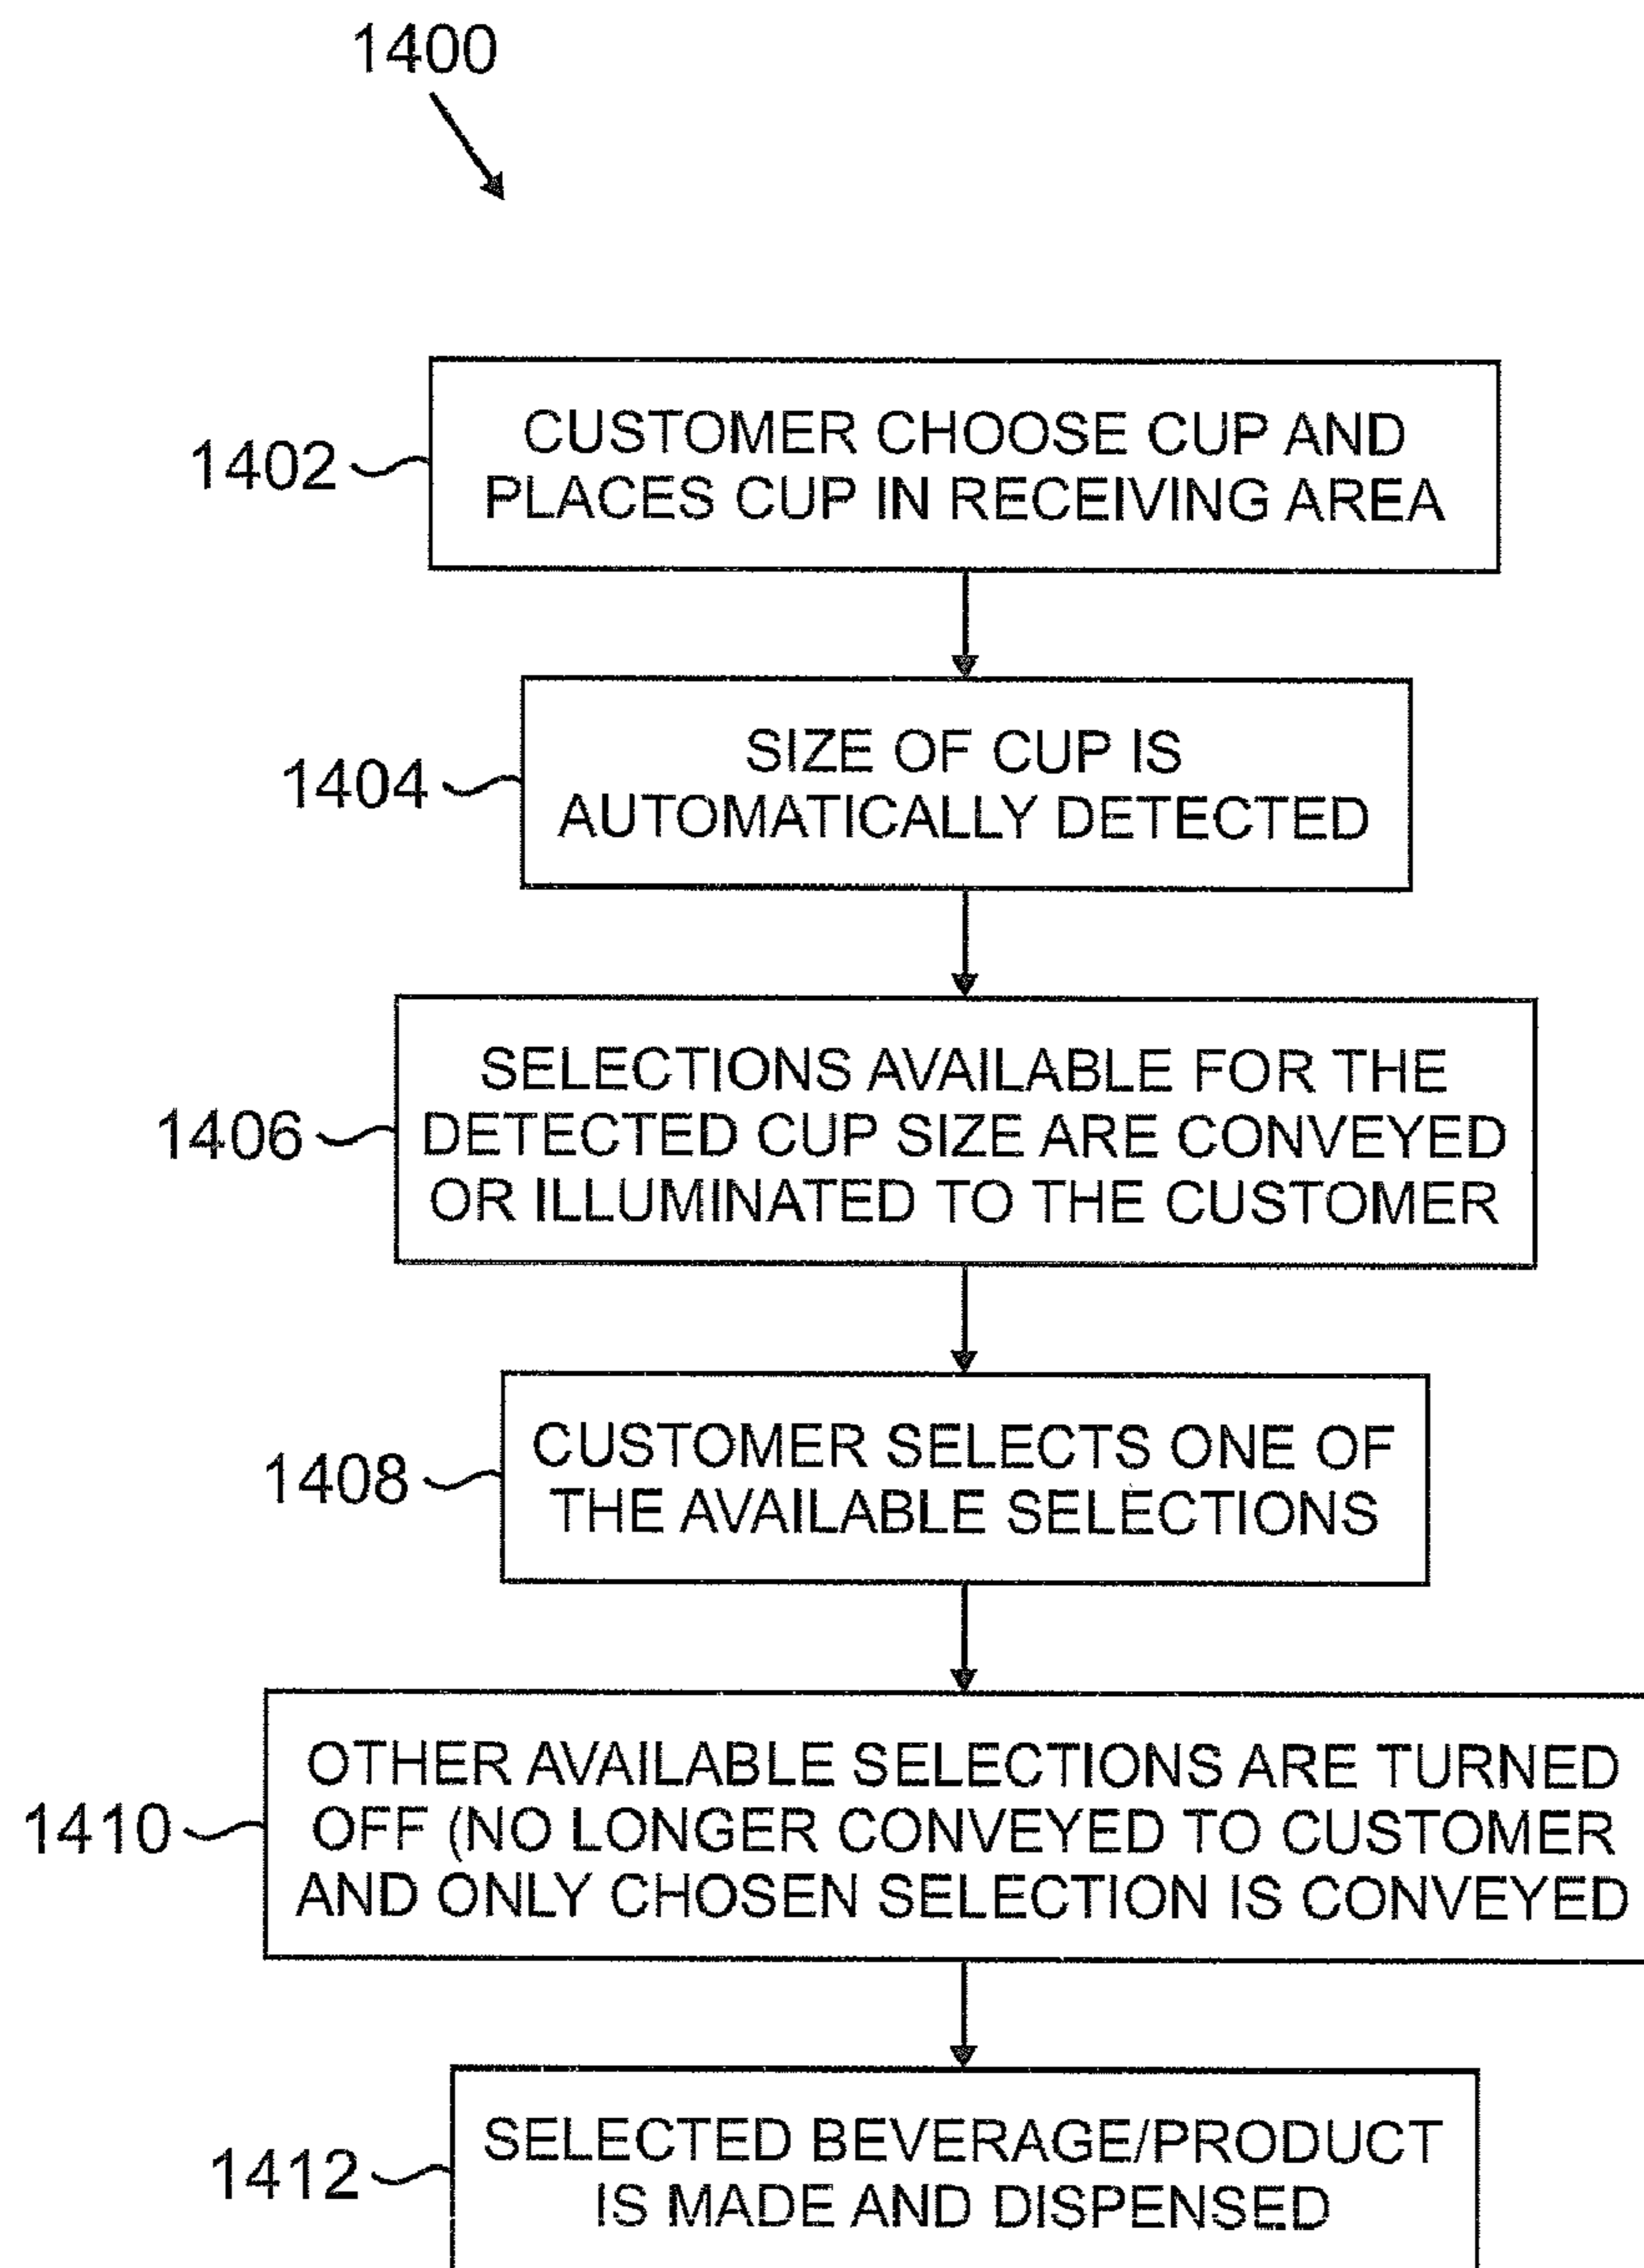 1400
1402
CUSTOMER CHOOSE CUP AND
PLACES CUP IN RECEIVING AREA
1404
SIZE OF CUP IS
AUTOMATICALLY DETECTED
1406
SELECTIONS AVAILABLE FOR THE
DETECTED CUP SIZE ARE CONVEYED
OR ILLUMINATED TO THE CUSTOMER
1408
CUSTOMER SELECTS ONE OF
THE AVAILABLE SELECTIONS
1410
OTHER AVAILABLE SELECTIONS ARE TURNED
OFF (NO LONGER CONVEYED TO CUSTOMER
AND ONLY CHOSEN SELECTION IS CONVEYED
1412
SELECTED BEVERAGE/PRODUCT
IS MADE AND DISPENSED